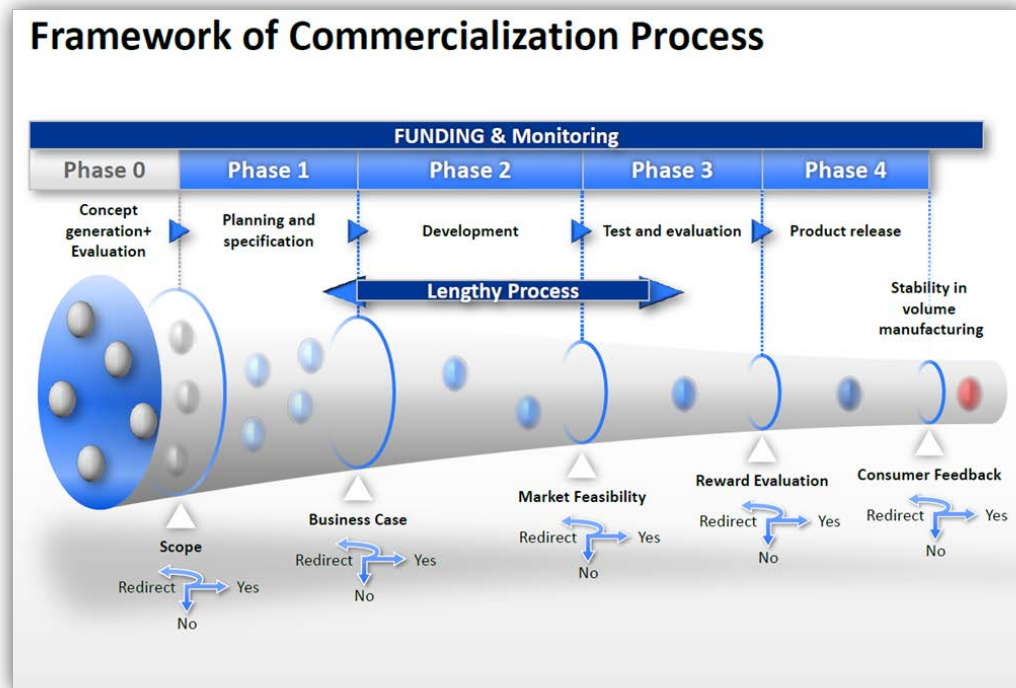 Framework of Commercialization Process
FUNDING & Monitoring
Phase 0
Phase 1
Phase 2
Phase 3
Phase 4
Concept
generation+
Evaluation
Planning and
specification
Development
Test and evaluation
Product release
Lengthy Process
Stability in
volume
manufacturing
Scope
Redirect
Yes
No
Business Case
Redirect
Yes
No
Market Feasibility
Redirect
Yes
No
Reward Evaluation
Redirect
Yes
No
Consumer Feedback
Redirect
Yes
No